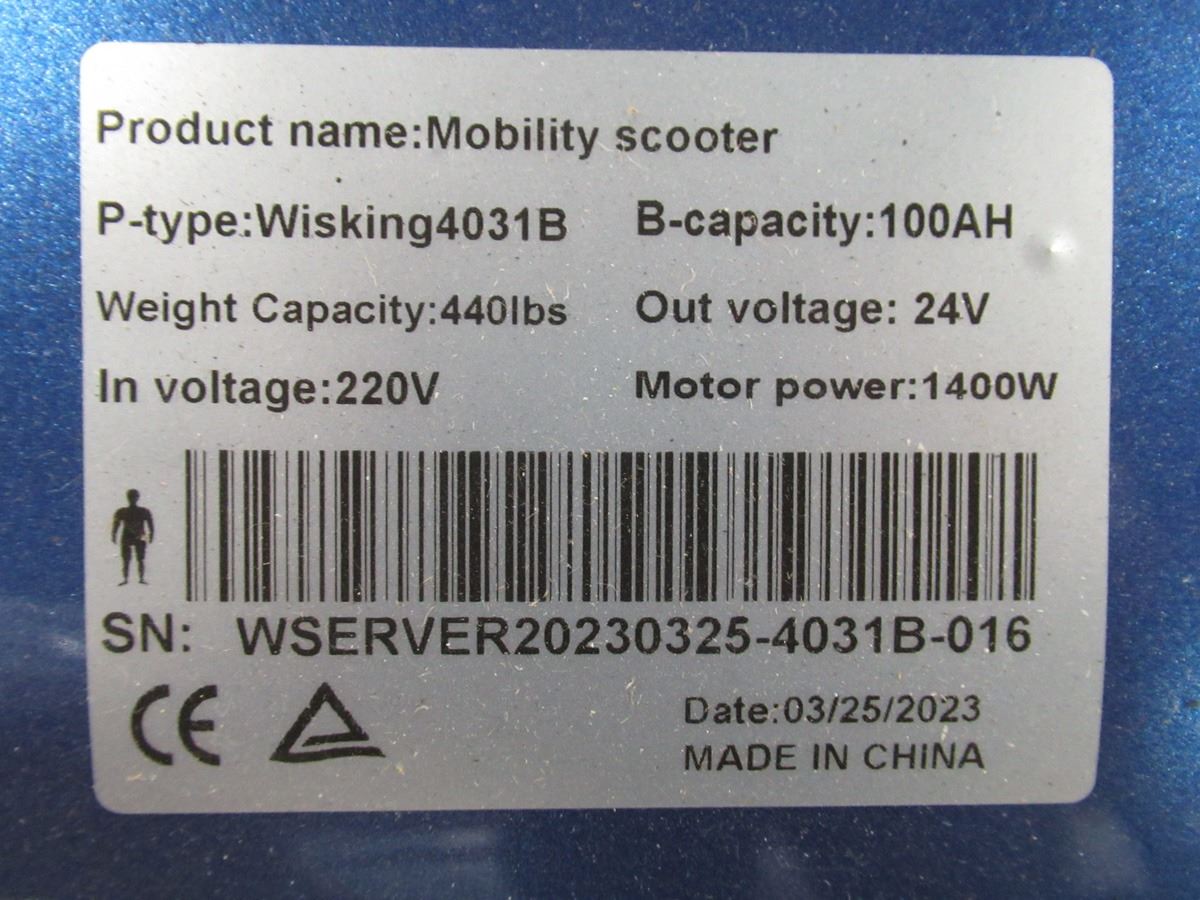 Product name:Mobility scooter
P-type:Wisking4031B B-capacity:100AH
Weight Capacity:440lbs Out voltage: 24V
In voltage:220V Motor power:1400W
SN: WSERVER20230325-4031B-016
CE
Date:03/25/2023
MADE IN CHINA